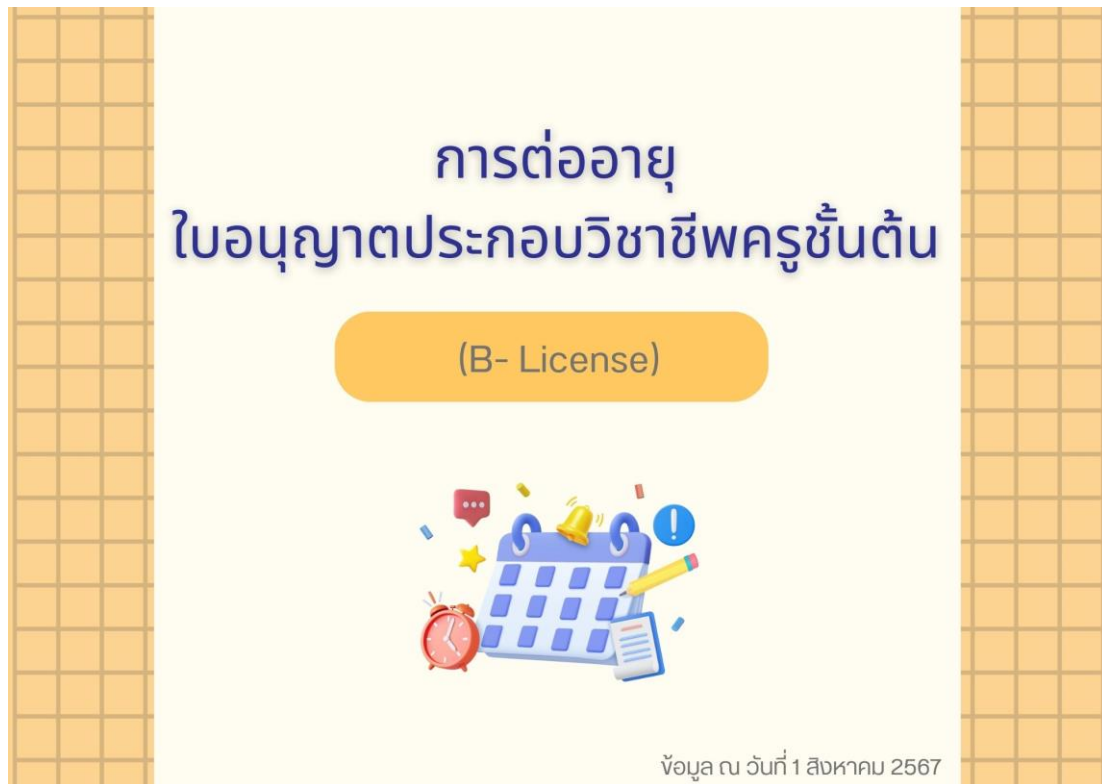 การต่ออายุ
ใบอนุญาตประกอบวิชาชีพครูชั้นต้น
(B- License)
ข้อมูล ณ วันที่ 1 สิงหาคม 2567